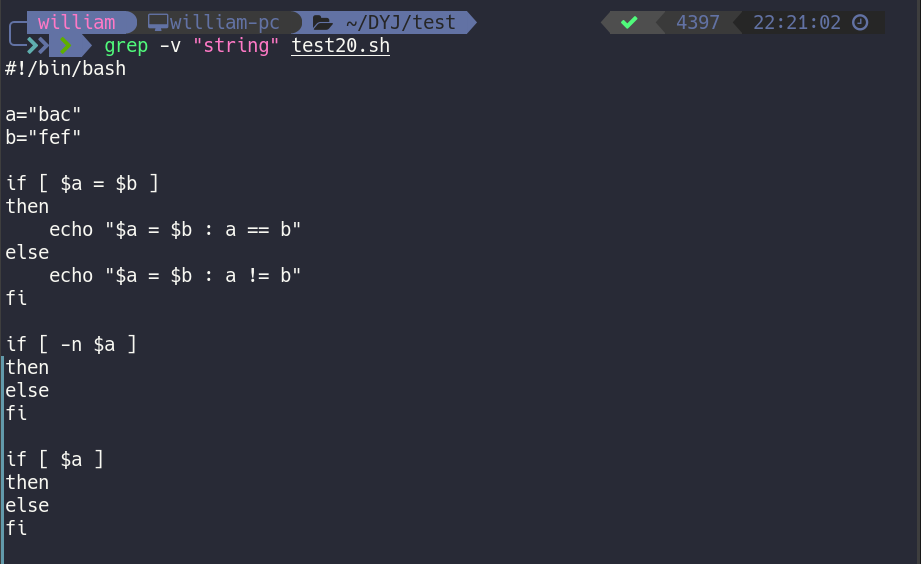 william william-pc ~/DYJ/test 4397 22:21:02
grep -v "string" test20.sh
#!/bin/bash

a="bac"
b="fef"

if [ $a = $b ]
then
    echo "$a = $b : a == b"
else
    echo "$a = $b : a != b"
fi

if [ -n $a ]
then
else
fi

if [ $a ]
then
else
fi